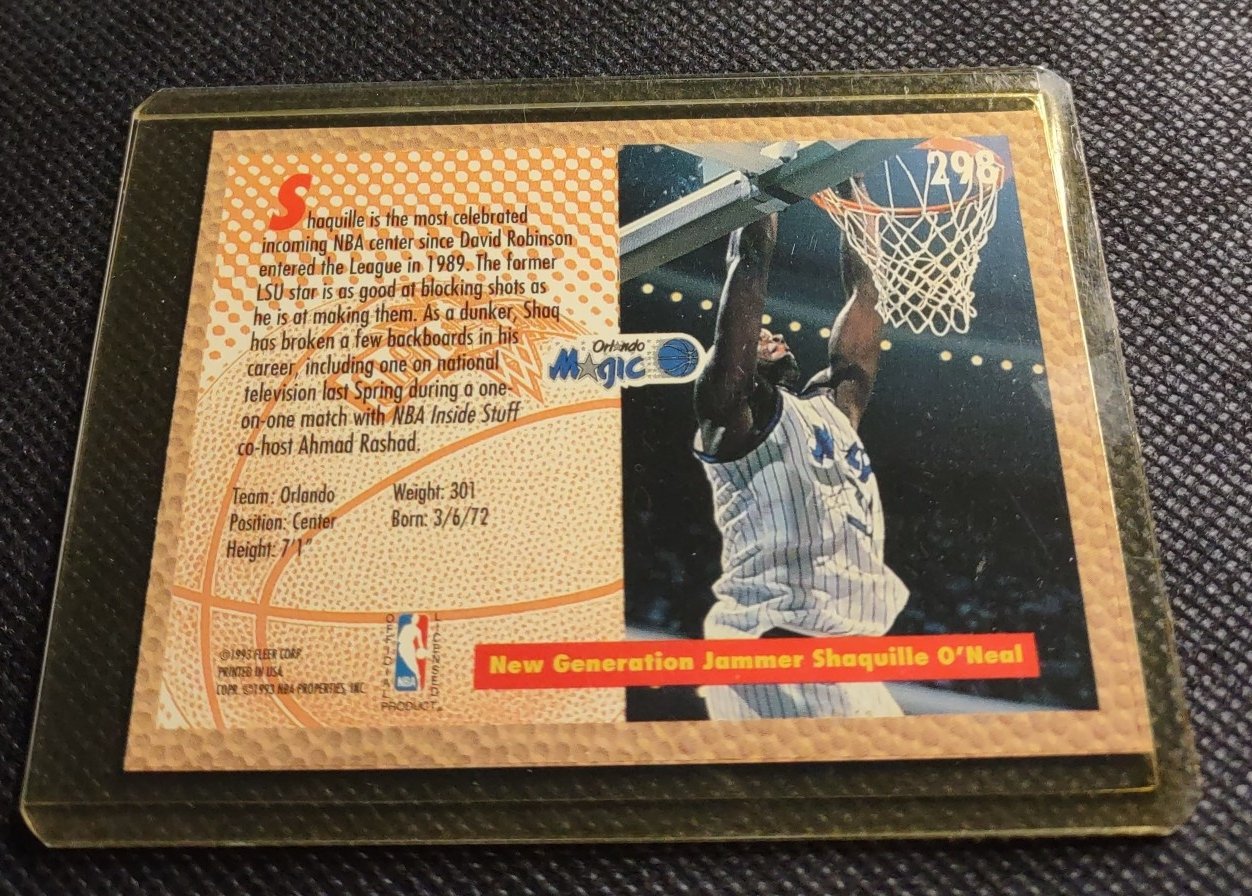 298
Shaquille is the most celebrated
incoming NBA center since David Robinson
entered the League in 1989. The former
LSU star is as good at blocking shots as
he is at making them. As a dunker, Shaq
has broken a few backboards in his
career, including one on national
television last Spring during a one-
on-one match with NBA Inside Stuff
co-host Ahmad Rashad.
Orlando
Magic
Team: Orlando
Position: Center
Height: 7'1"
Weight: 301
Born: 3/6/72
©1993 FLEER CORP.
PRINTED IN USA
COPR. ©1993 NBA PROPERTIES, INC.
OFFICIAL
LICENSED
NBA
PRODUCT
New Generation Jammer Shaquille O'Neal